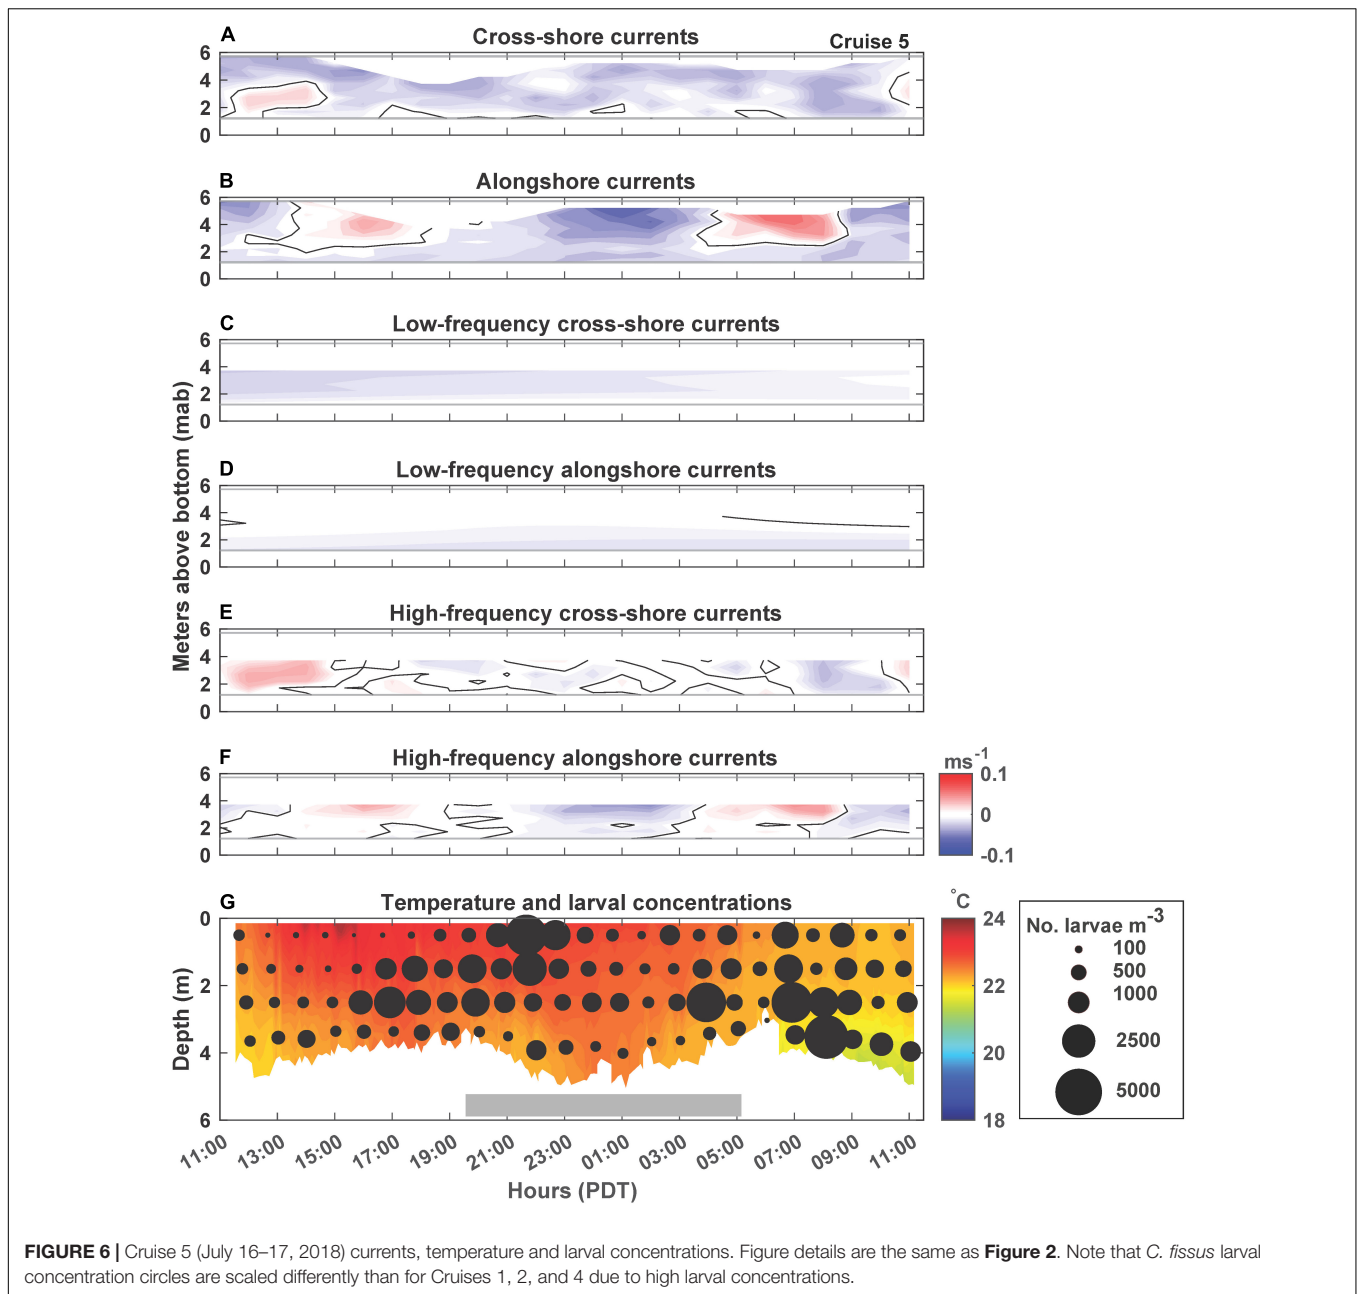 A Cross-shore currents Cruise 5
6
4
2
0
B Alongshore currents
6
4
2
0
C Low-frequency cross-shore currents
6
4
2
0
D Low-frequency alongshore currents
6
4
2
0
E High-frequency cross-shore currents
6
4
2
0
F High-frequency alongshore currents
6
4
2
0
Meters above bottom (mab)
ms-1
0.1
0
-0.1
G Temperature and larval concentrations
0
2
4
6
Depth (m)
11:00 13:00 15:00 17:00 19:00 21:00 23:00 01:00 03:00 05:00 07:00 09:00 11:00
Hours (PDT)
°C
24
22
20
18
No. larvae m-3
100
500
1000
2500
5000
FIGURE 6 | Cruise 5 (July 16–17, 2018) currents, temperature and larval concentrations. Figure details are the same as Figure 2. Note that C. fissus larval
concentration circles are scaled differently than for Cruises 1, 2, and 4 due to high larval concentrations.